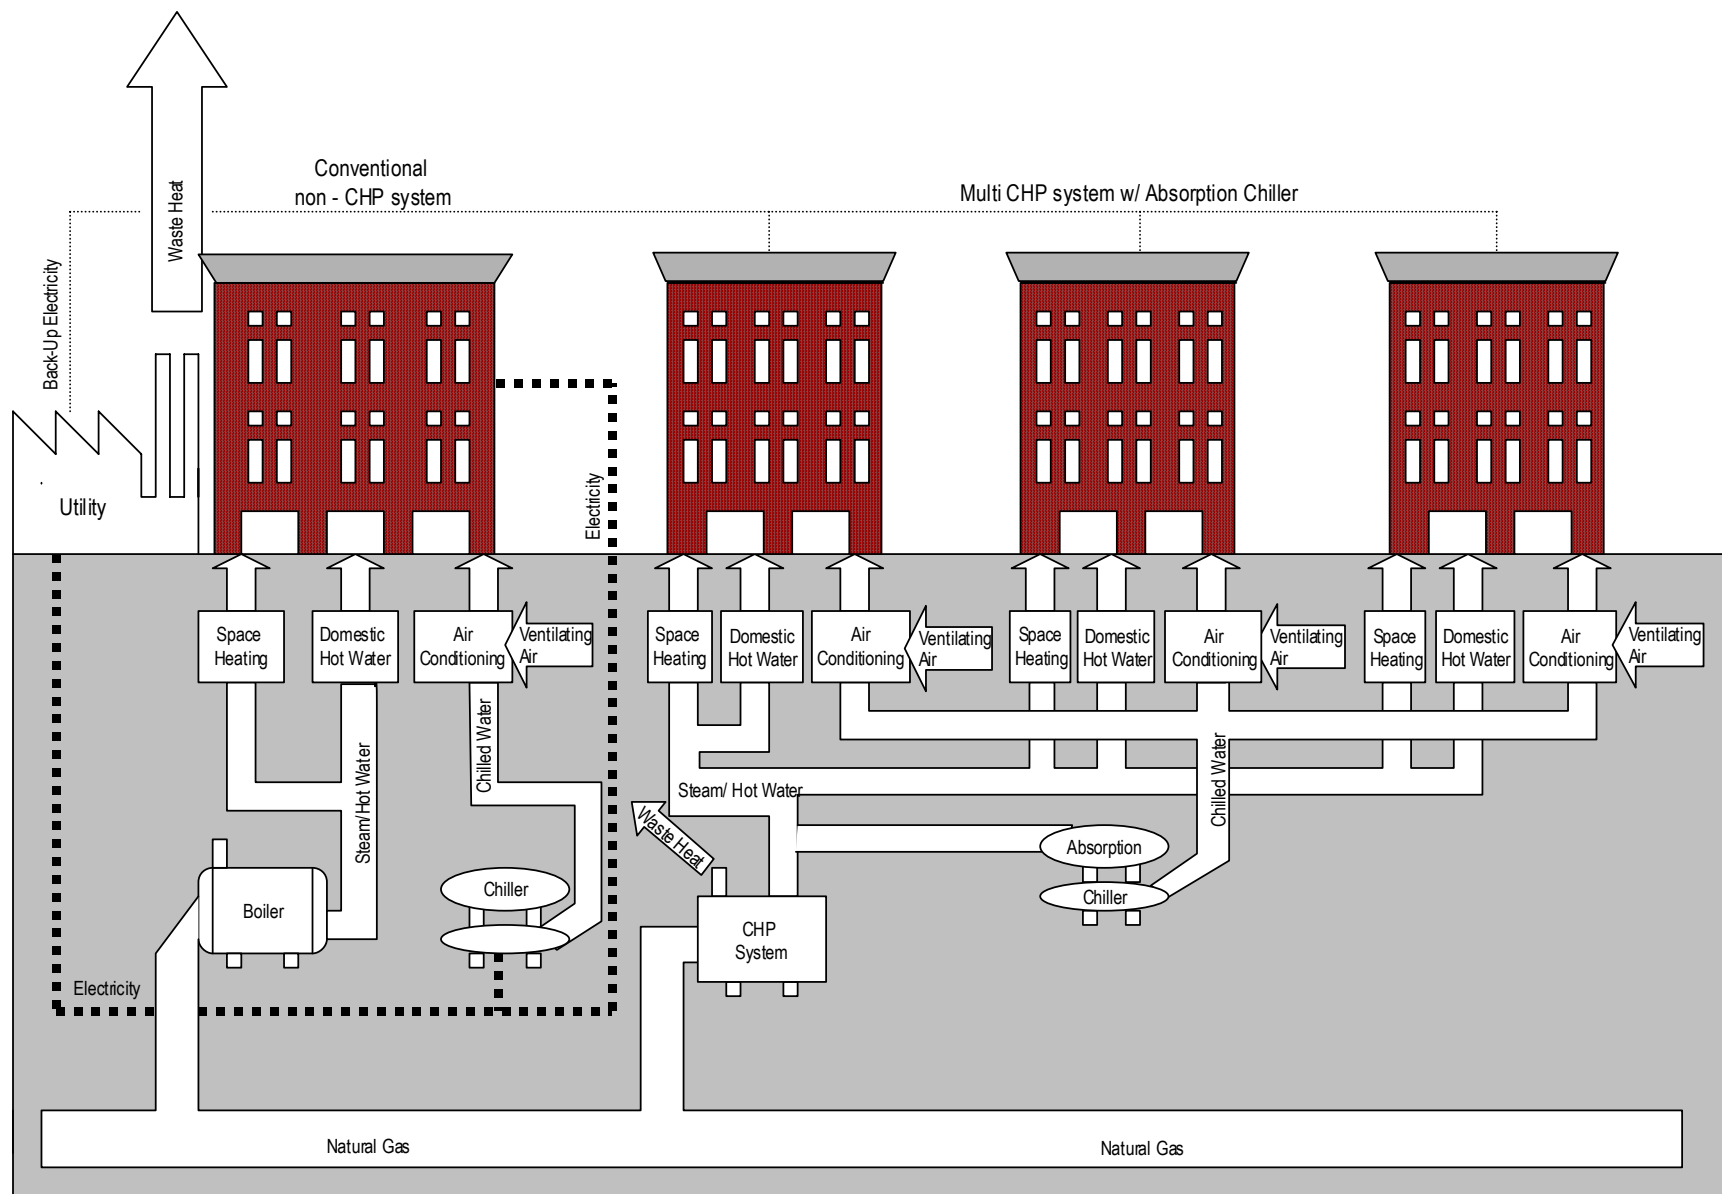 Conventional
non - CHP system
Multi CHP system w/ Absorption Chiller
Waste Heat
Back-Up Electricity
Utility
Electricity
Space
Heating
Domestic
Hot Water
Air
Conditioning
Ventilating
Air
Space
Heating
Domestic
Hot Water
Air
Conditioning
Ventilating
Air
Space
Heating
Domestic
Hot Water
Air
Conditioning
Ventilating
Air
Space
Heating
Domestic
Hot Water
Air
Conditioning
Ventilating
Air
Steam/Hot Water
Chilled Water
Steam/ Hot Water
Chilled Water
Waste Heat
Boiler
Chiller
Absorption
Chiller
CHP
System
Electricity
Natural Gas
Natural Gas